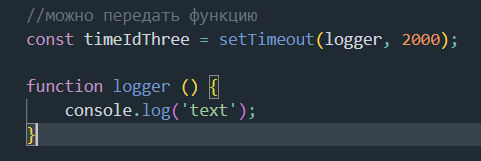 //можно передать функцию
const timeIdThree = setTimeout(logger, 2000);
function logger () {
console.log('text');
}